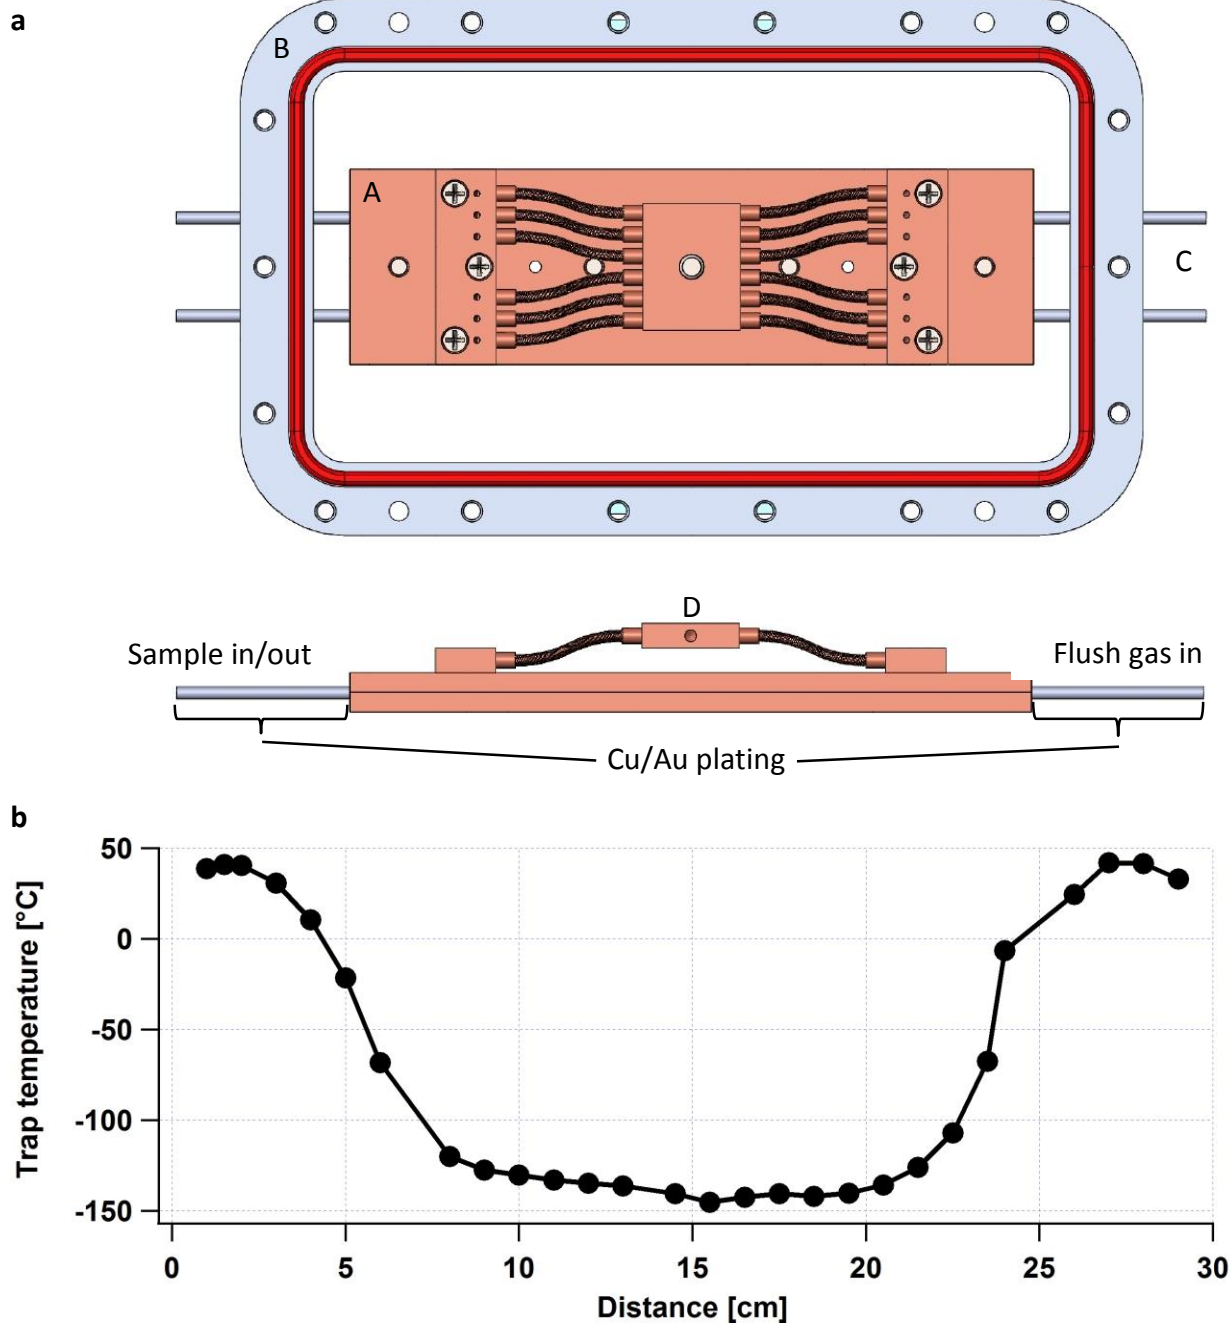 a
B
A
C
D
Sample in/out
Flush gas in
Cu/Au plating
b
50
0
-50
-100
-150
Trap temperature [°C]
0 5 10 15 20 25 30
Distance [cm]